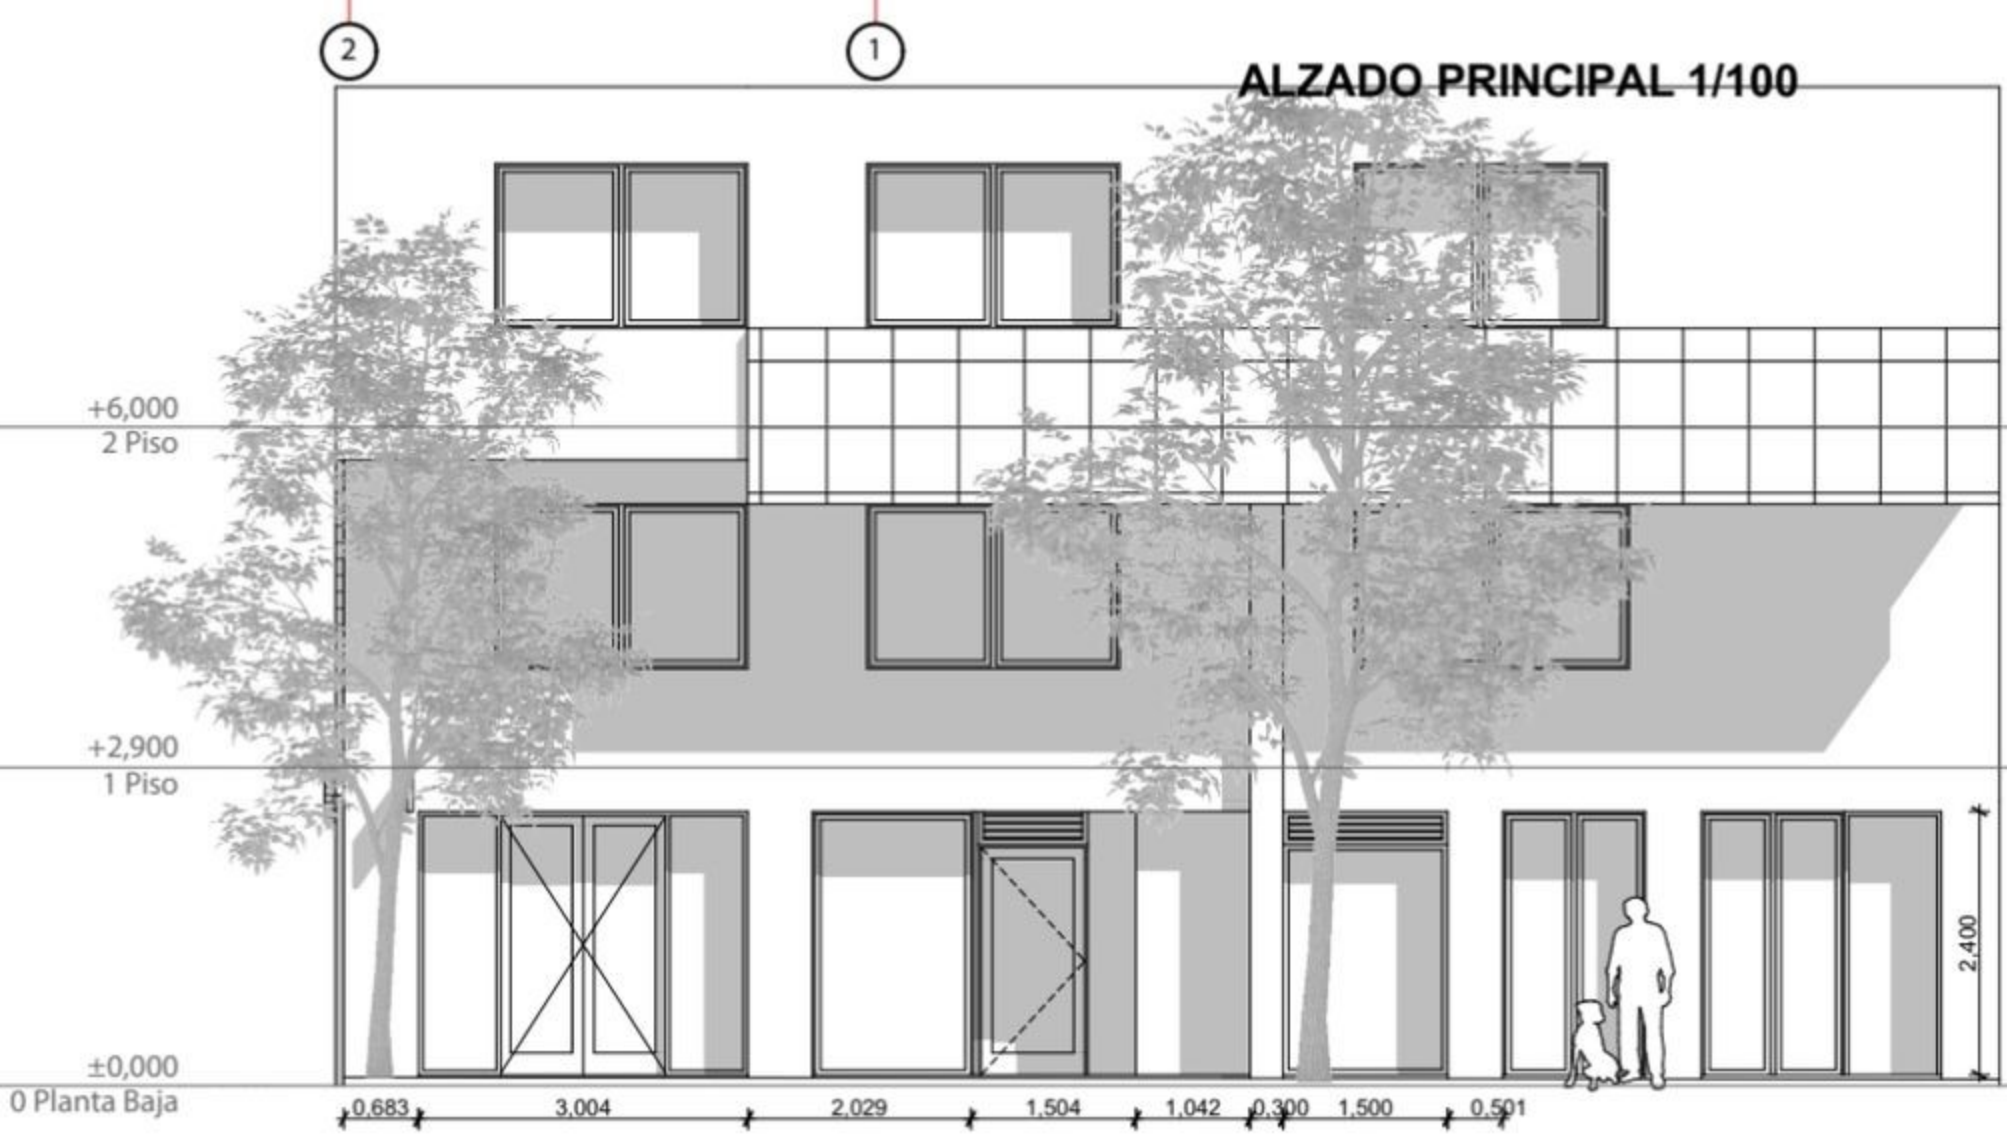 2
1
ALZADO PRINCIPAL 1/100
+6,000
2 Piso
+2,900
1 Piso
2,400
±0,000
0 Planta Baja
0,683 3,004 2,029 1,504 1,042 0,300 1,500 0,501